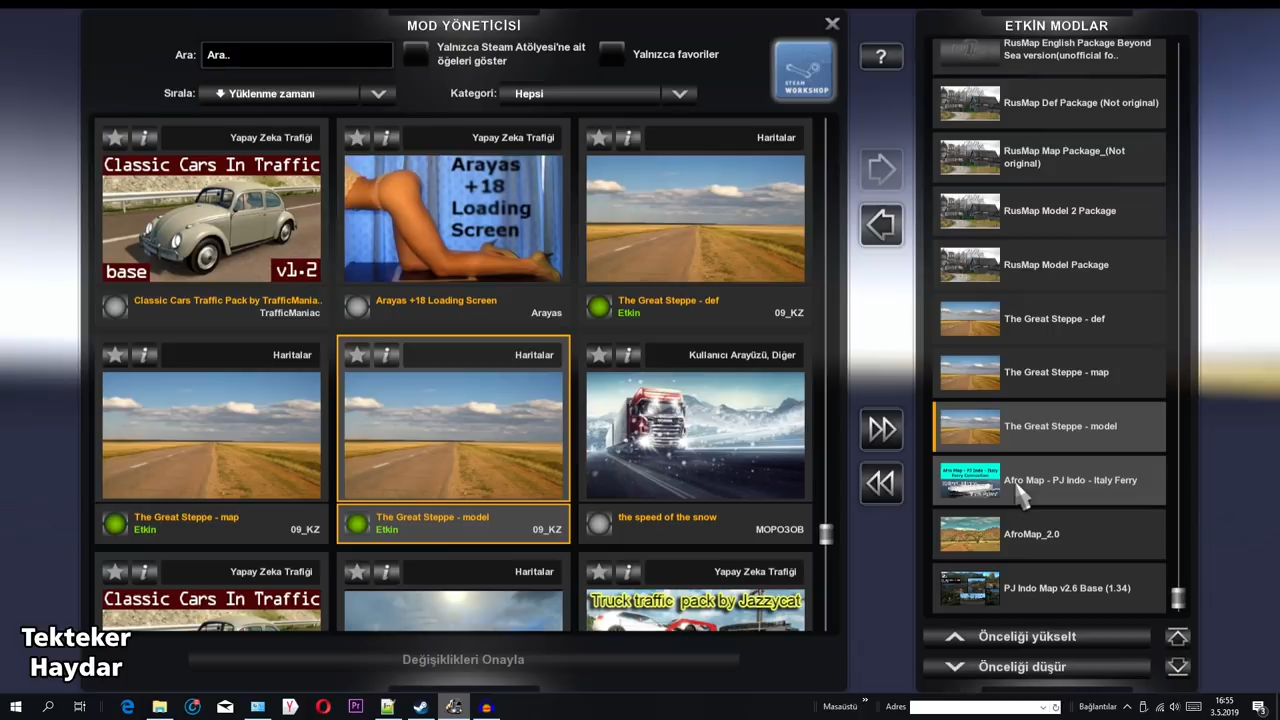 MOD YÖNETİCİSİ
Ara:
Ara..
Yalnızca Steam Atölyesi'ne ait
öğeleri göster
Yalnızca favoriler
STEAM
WORKSHOP
Sırala:
Yüklenme zamanı
Kategori:
Hepsi
Yapay Zeka Trafiği
Classic Cars In Traffic
base
v1.2
Classic Cars Traffic Pack by TrafficMania..
TrafficManiac
Yapay Zeka Trafiği
Arayas
+18
Loading
Screen
Arayas +18 Loading Screen
Arayas
Haritalar
The Great Steppe - def
Etkin
09_KZ
Haritalar
The Great Steppe - map
Etkin
09_KZ
Haritalar
The Great Steppe - model
Etkin
09_KZ
Kullanıcı Arayüzü, Diğer
the speed of the snow
МОРОЗОВ
Yapay Zeka Trafiği
Classic Cars In Traffic
Haritalar
Yapay Zeka Trafiği
Truck traffic pack by Jazzycat
Değişiklikleri Onayla
?
ETKİN MODLAR
RusMap English Package Beyond
Sea version(unofficial fo..
RusMap Def Package (Not original)
RusMap Map Package_(Not
original)
RusMap Model 2 Package
RusMap Model Package
The Great Steppe - def
The Great Steppe - map
The Great Steppe - model
Afro Map - PJ Indo - Italy
Ferry Connection
Afro Map - PJ Indo - Italy Ferry
AfroMap_2.0
PJ Indo Map v2.6 Base (1.34)
Önceliği yükselt
Önceliği düşür
Tekteker
Haydar
Masaüstü
Adres
Bağlantılar
16:55
3.5.2019
3